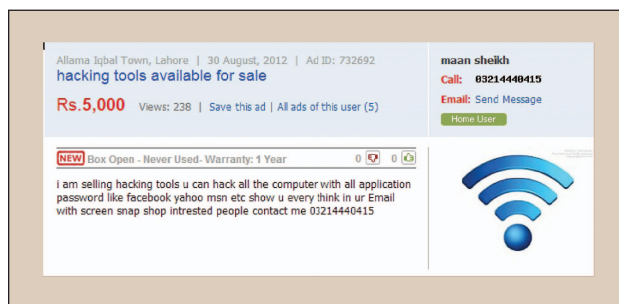 Allama Iqbal Town, Lahore | 30 August, 2012 | Ad ID: 732692
hacking tools available for sale
Rs.5,000 Views: 238 | Save this ad | All ads of this user (5)
maan sheikh
Call: 03214440415
Email: Send Message
Home User
NEW Box Open - Never Used- Warranty: 1 Year 0 0
i am selling hacking tools u can hack all the computer with all application
password like facebook yahoo msn etc show u every think in ur Email
with screen snap shop intrested people contact me 03214440415